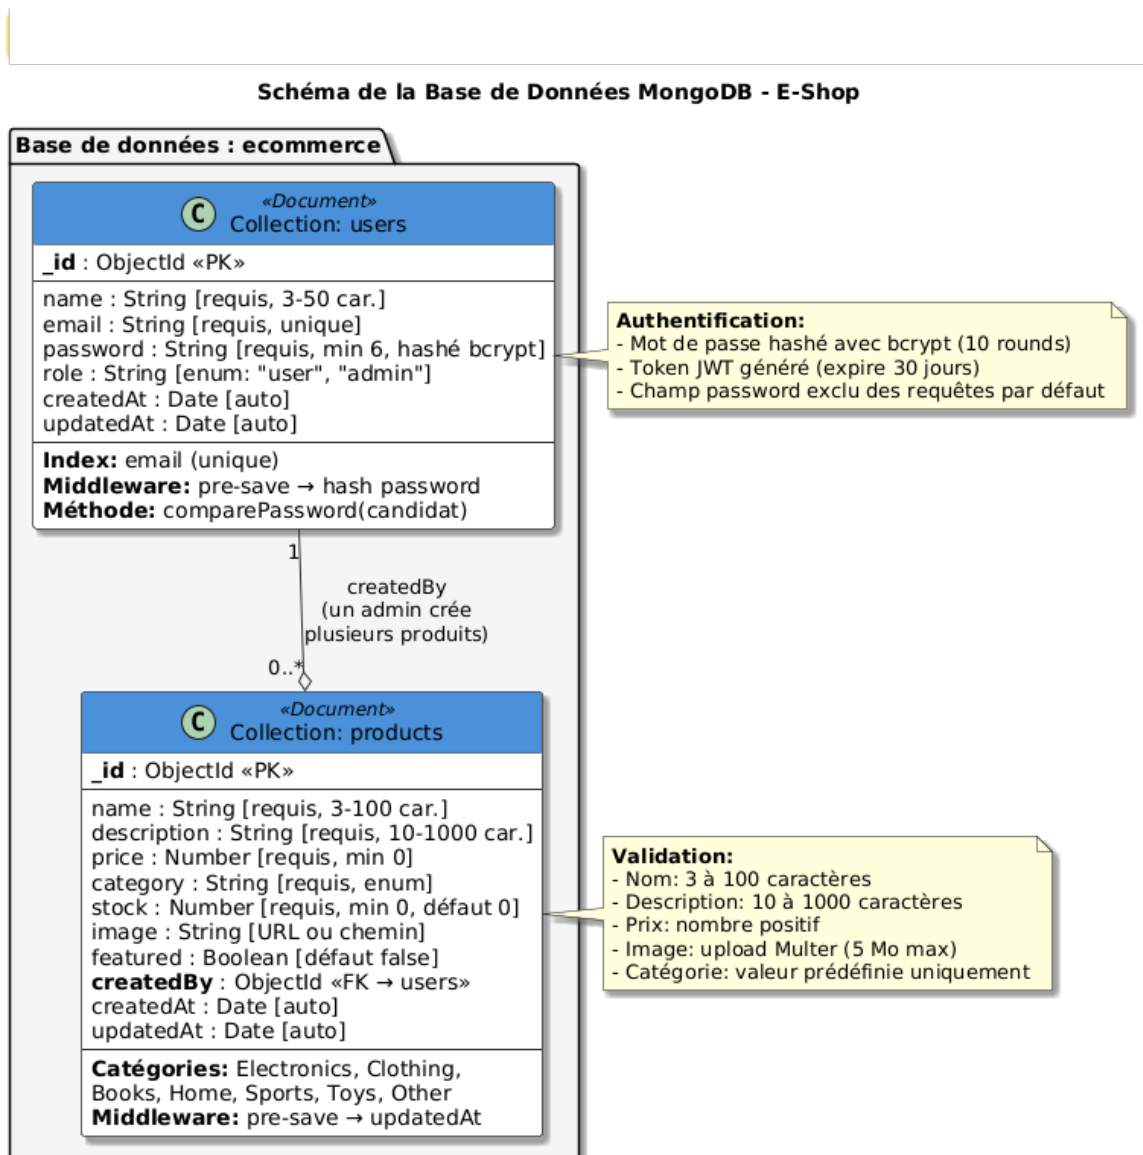 Schéma de la Base de Données MongoDB - E-Shop
Base de données : ecommerce
C
«Document»
Collection: users
_id : ObjectId «PK»
name : String [requis, 3-50 car.]
email : String [requis, unique]
password : String [requis, min 6, hashé bcrypt]
role : String [enum: "user", "admin"]
createdAt : Date [auto]
updatedAt : Date [auto]
Index: email (unique)
Middleware: pre-save → hash password
Méthode: comparePassword(candidat)
Authentification:
- Mot de passe hashé avec bcrypt (10 rounds)
- Token JWT généré (expire 30 jours)
- Champ password exclu des requêtes par défaut
1
createdBy
(un admin crée
plusieurs produits)
0..*
C
«Document»
Collection: products
_id : ObjectId «PK»
name : String [requis, 3-100 car.]
description : String [requis, 10-1000 car.]
price : Number [requis, min 0]
category : String [requis, enum]
stock : Number [requis, min 0, défaut 0]
image : String [URL ou chemin]
featured : Boolean [défaut false]
createdBy : ObjectId «FK → users»
createdAt : Date [auto]
updatedAt : Date [auto]
Catégories: Electronics, Clothing,
Books, Home, Sports, Toys, Other
Middleware: pre-save → updatedAt
Validation:
- Nom: 3 à 100 caractères
- Description: 10 à 1000 caractères
- Prix: nombre positif
- Image: upload Multer (5 Mo max)
- Catégorie: valeur prédéfinie uniquement